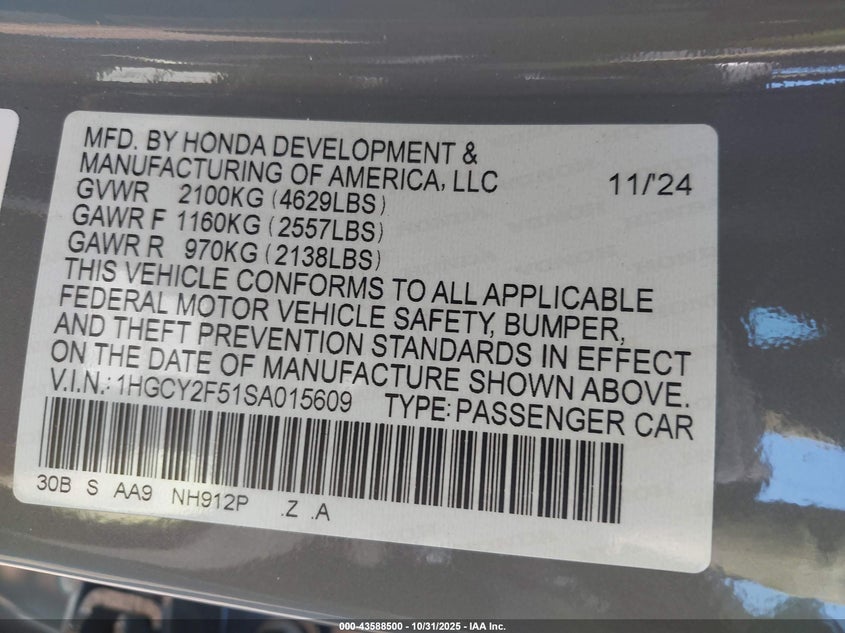 MFD. BY HONDA DEVELOPMENT &
MANUFACTURING OF AMERICA, LLC 11/'24
GVWR 2100KG (4629LBS)
GAWR F 1160KG (2557LBS)
GAWR R 970KG (2138LBS)
THIS VEHICLE CONFORMS TO ALL APPLICABLE
FEDERAL MOTOR VEHICLE SAFETY, BUMPER,
AND THEFT PREVENTION STANDARDS IN EFFECT
ON THE DATE OF MANUFACTURE SHOWN ABOVE.
V.I.N.: 1HGCY2F51SA015609 TYPE: PASSENGER CAR
30B S AA9 NH912P .Z .A
000-43588500 - 10/31/2025 - IAA Inc.